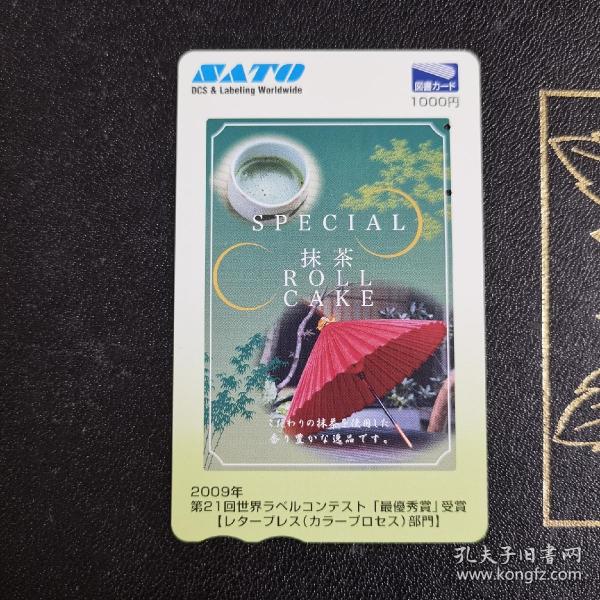 SATO
DCS & Labeling Worldwide
図書カード
1000円
SPECIAL
抹茶
ROLL
CAKE
こだわりの抹茶を使用した
香り豊かな逸品です。
2009年
第21回世界ラベルコンテスト「最優秀賞」受賞
【レタープレス(カラープロセス)部門】
孔夫子旧书网
www.kongfz.com